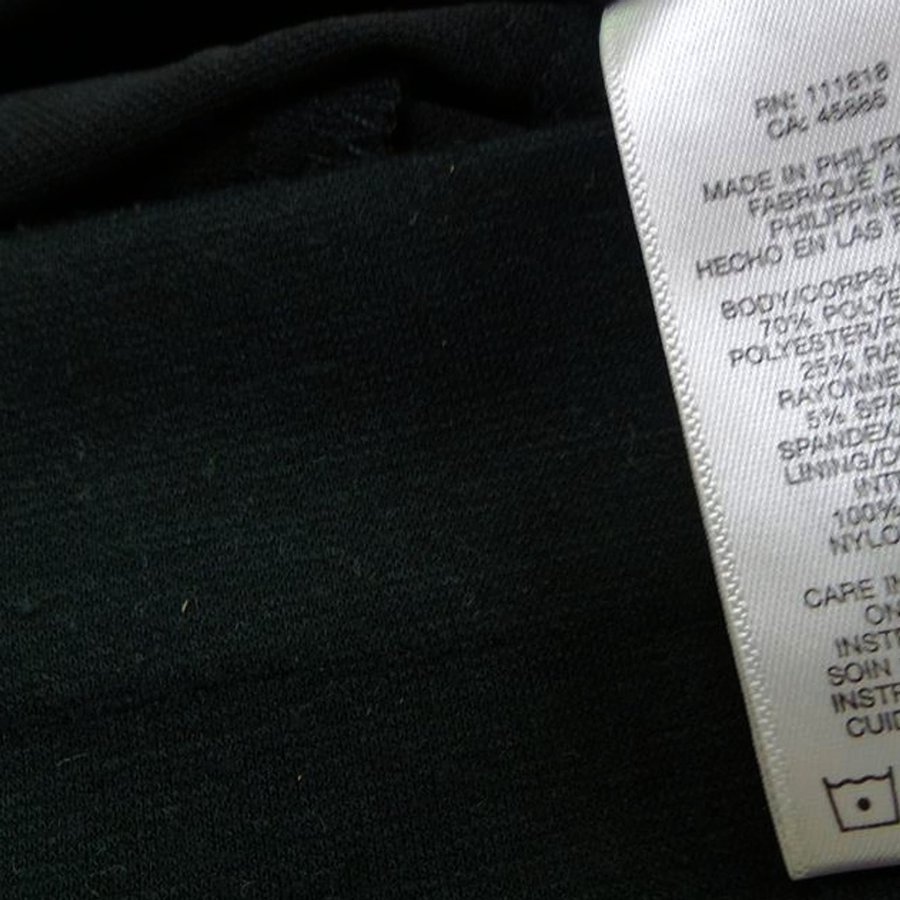 RN: 111818
CA: 45885
MADE IN PHILIPP
FABRIQUE A
PHILIPPINE
HECHO EN LAS P
BODY/CORPS/
70% POLYE
POLYESTER/P
25% RA
RAYONNE
5% SPA
SPANDEX
LINING/D
INT
100%
NYLO
CARE IN
ON
INSTR
SOIN
INSTR
CUID